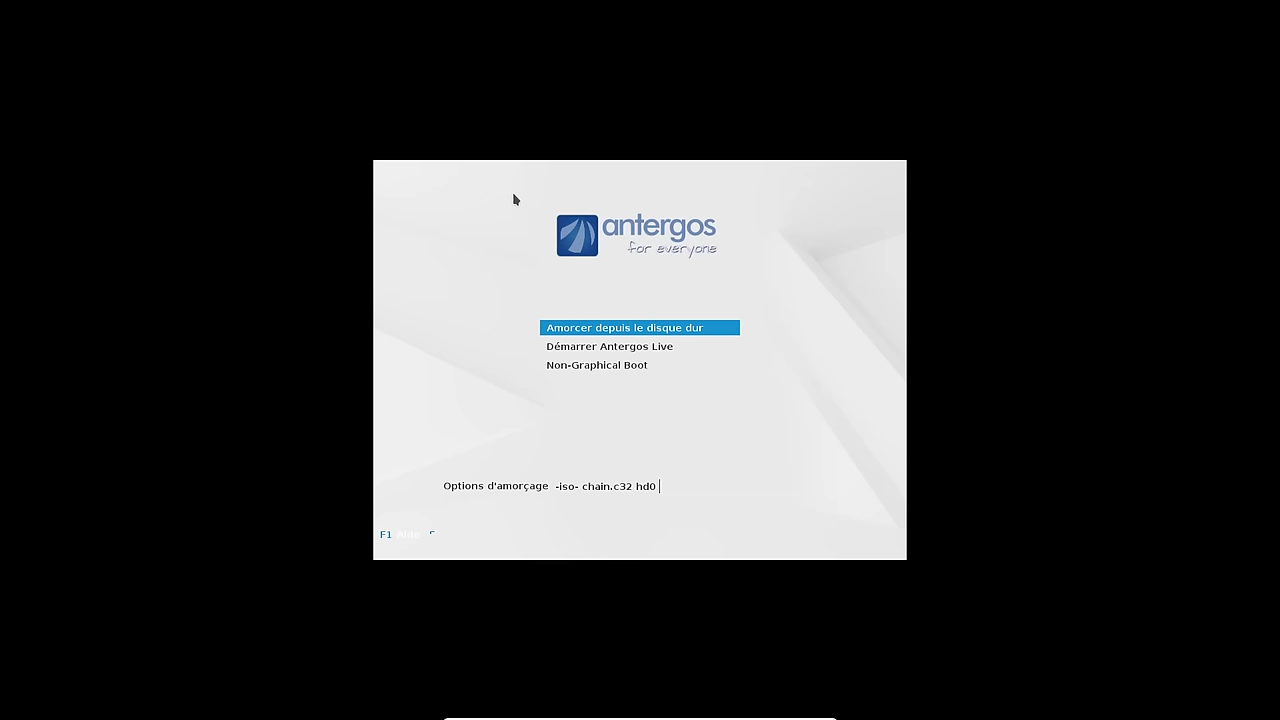 antergos
for everyone
Amorcer depuis le disque dur
Démarrer Antergos Live
Non-Graphical Boot
Options d'amorçage -iso- chain.c32 hd0
F1 Aide